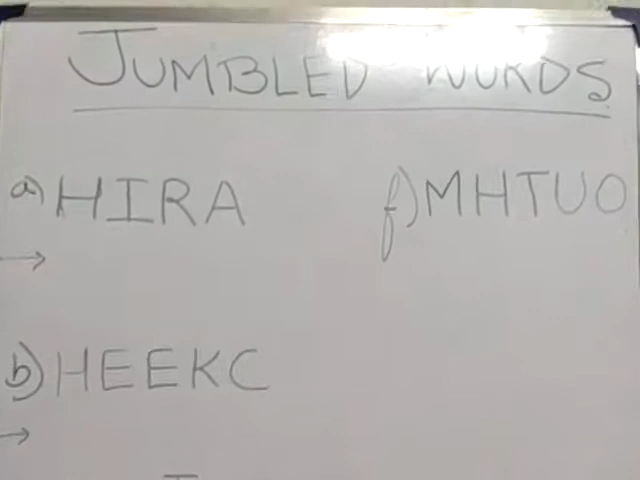 JUMBLED WORDS
a) HIRA
f) MHTUO
→
b) HEEKC
→